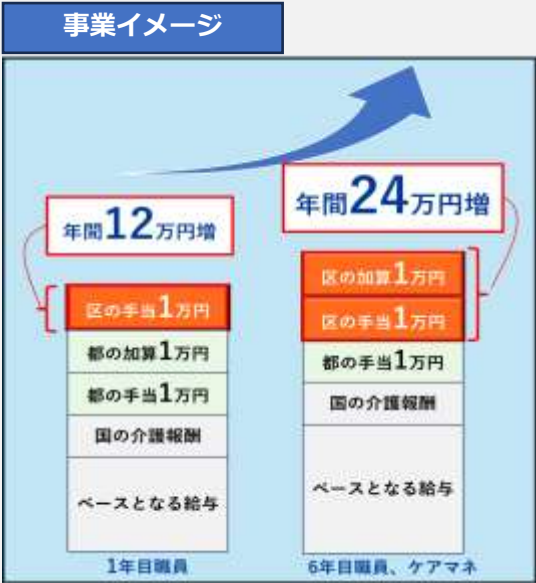 事業イメージ
年間12万円増
年間24万円増
区の手当1万円
都の加算1万円
都の手当1万円
国の介護報酬
ベースとなる給与
1年目職員
区の加算1万円
区の手当1万円
都の手当1万円
国の介護報酬
ベースとなる給与
6年目職員、ケアマネ